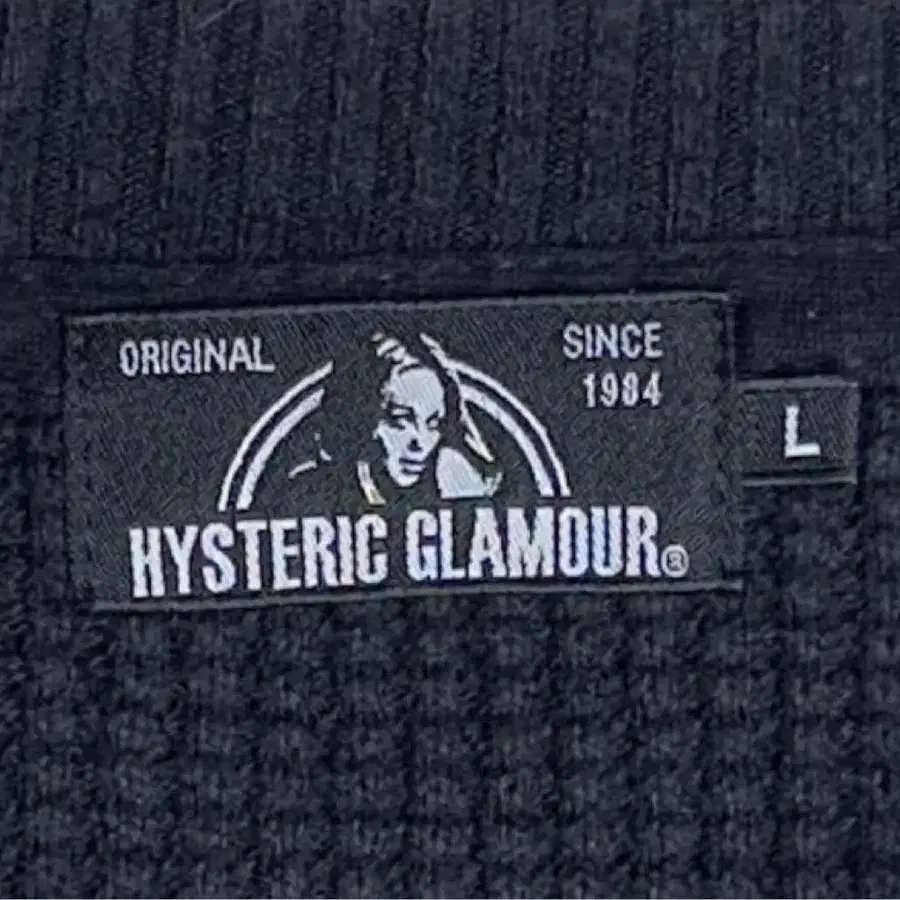 ORIGINAL
SINCE
1984
L
HYSTERIC GLAMOUR®